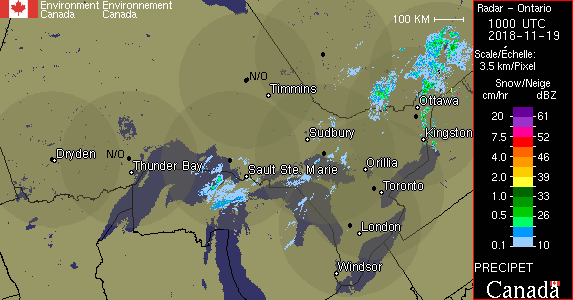 Environment Environnement
Canada Canada
100 KM
N/O
Timmins
Ottawa
Sudbury
Kingston
Dryden
N/O
Thunder Bay
Sault Ste. Marie
Orillia
Toronto
London
Windsor
Radar - Ontario
1000 UTC
2018-11-19
Scale/Échelle:
3.5 km/Pixel
Snow/Neige
cm/hr dBZ
20 61
7.5 52
4.0 46
2.0 39
1.0 33
0.5 26
0.1 10
PRECIPET
Canada